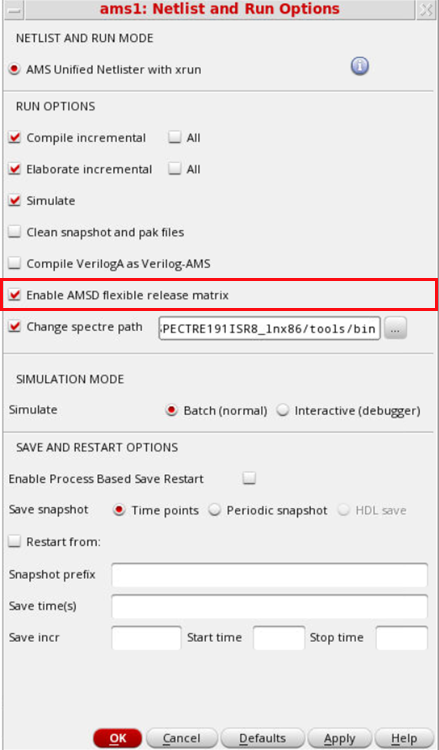 ams1: Netlist and Run Options
NETLIST AND RUN MODE
AMS Unified Netlister with xrun
i
RUN OPTIONS
Compile incremental All
Elaborate incremental All
Simulate
Clean snapshot and pak files
Compile VerilogA as Verilog-AMS
Enable AMSD flexible release matrix
Change spectre path PECTRE191ISR8_lnx86/tools/bin ...
SIMULATION MODE
Simulate Batch (normal) Interactive (debugger)
SAVE AND RESTART OPTIONS
Enable Process Based Save Restart
Save snapshot Time points Periodic snapshot HDL save
Restart from:
Snapshot prefix
Save time(s)
Save incr Start time Stop time
OK Cancel Defaults Apply Help